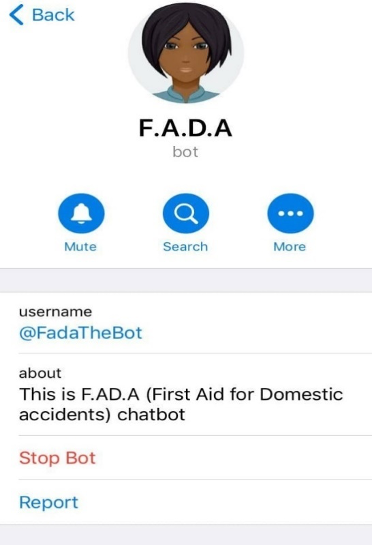 Back
F.A.D.A
bot
Mute Search More
username
@FadaTheBot
about
This is F.AD.A (First Aid for Domestic
accidents) chatbot
Stop Bot
Report